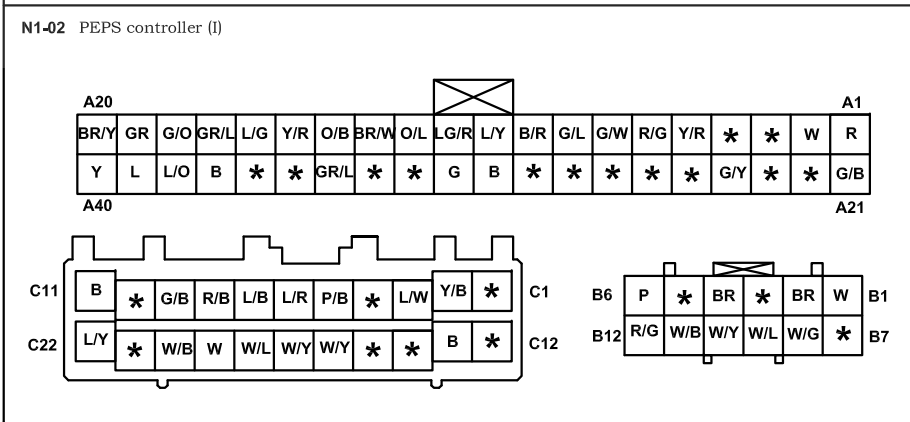 N1-02 PEPS controller (I)
A20 A1
BR/Y GR G/O GR/L L/G Y/R O/B BR/W O/L LG/R L/Y B/R G/L G/W R/G Y/R * * W R
Y L L/O B * * GR/L * * G B * * * * * G/Y * * G/B
A40 A21
C11 B * G/B R/B L/B L/R P/B * L/W Y/B * C1
C22 L/Y * W/B W W/L W/Y W/Y * * B * C12
B6 P * BR * BR W B1
B12 R/G W/B W/Y W/L W/G * B7